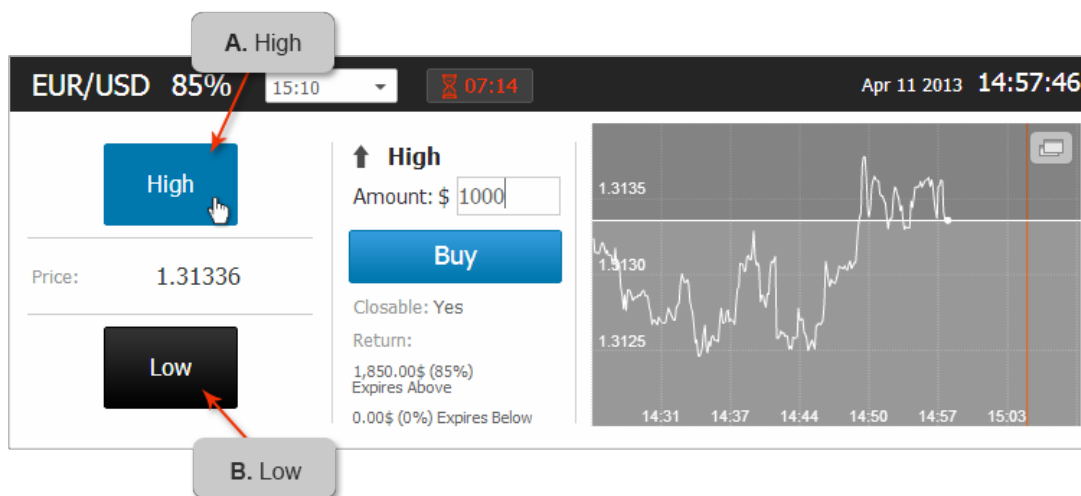 A. High
EUR/USD 85% 15:10 07:14 Apr 11 2013 14:57:46
High
Price: 1.31336
Low
High
Amount: $ 1000
Buy
Closable: Yes
Return:
1,850.00$ (85%)
Expires Above
0.00$ (0%) Expires Below
1.3135
1.3130
1.3125
14:31 14:37 14:44 14:50 14:57 15:03
B. Low